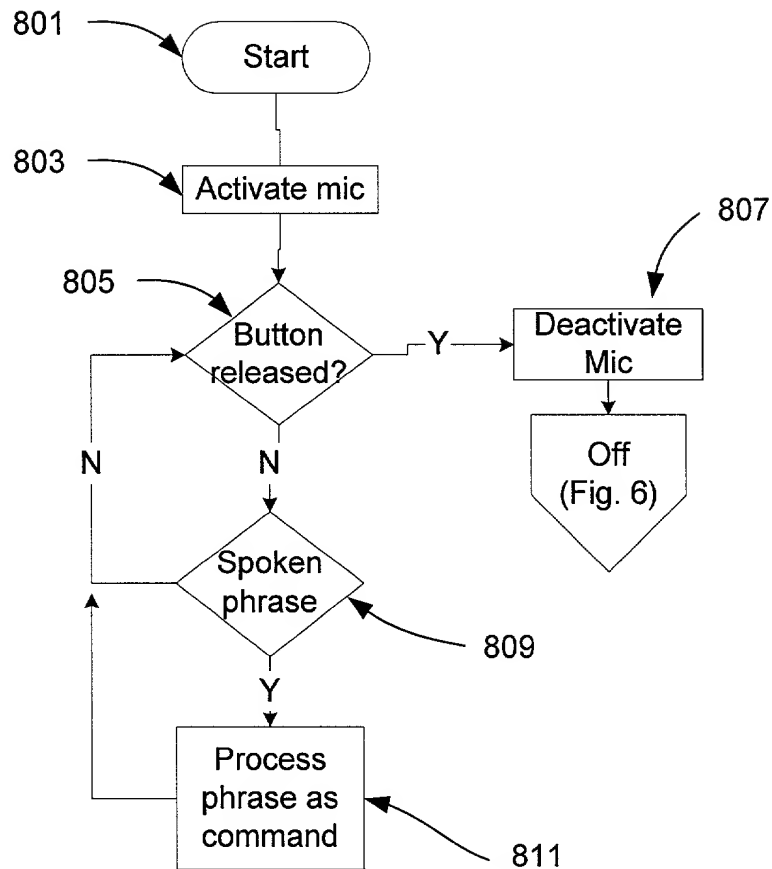 801
Start
803
Activate mic
807
805
Button
released?
Y
Deactivate
Mic
N
N
Off
(Fig. 6)
Spoken
phrase
809
Y
Process
phrase as
command
811